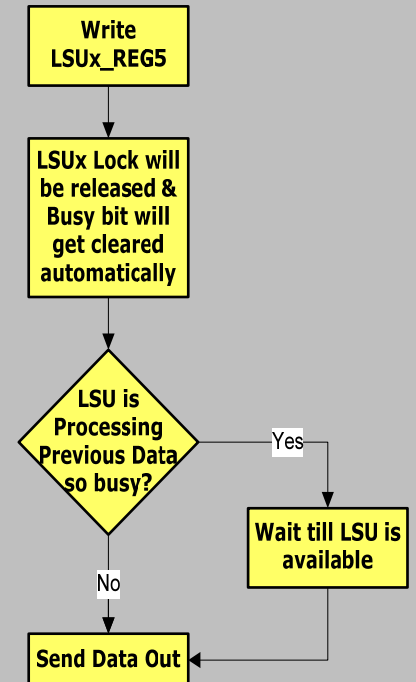 Write
LSUx_REG5
LSUx Lock will
be released &
Busy bit will
get cleared
automatically
LSU is
Processing
Previous Data
so busy?
Yes
Wait till LSU is
available
No
Send Data Out